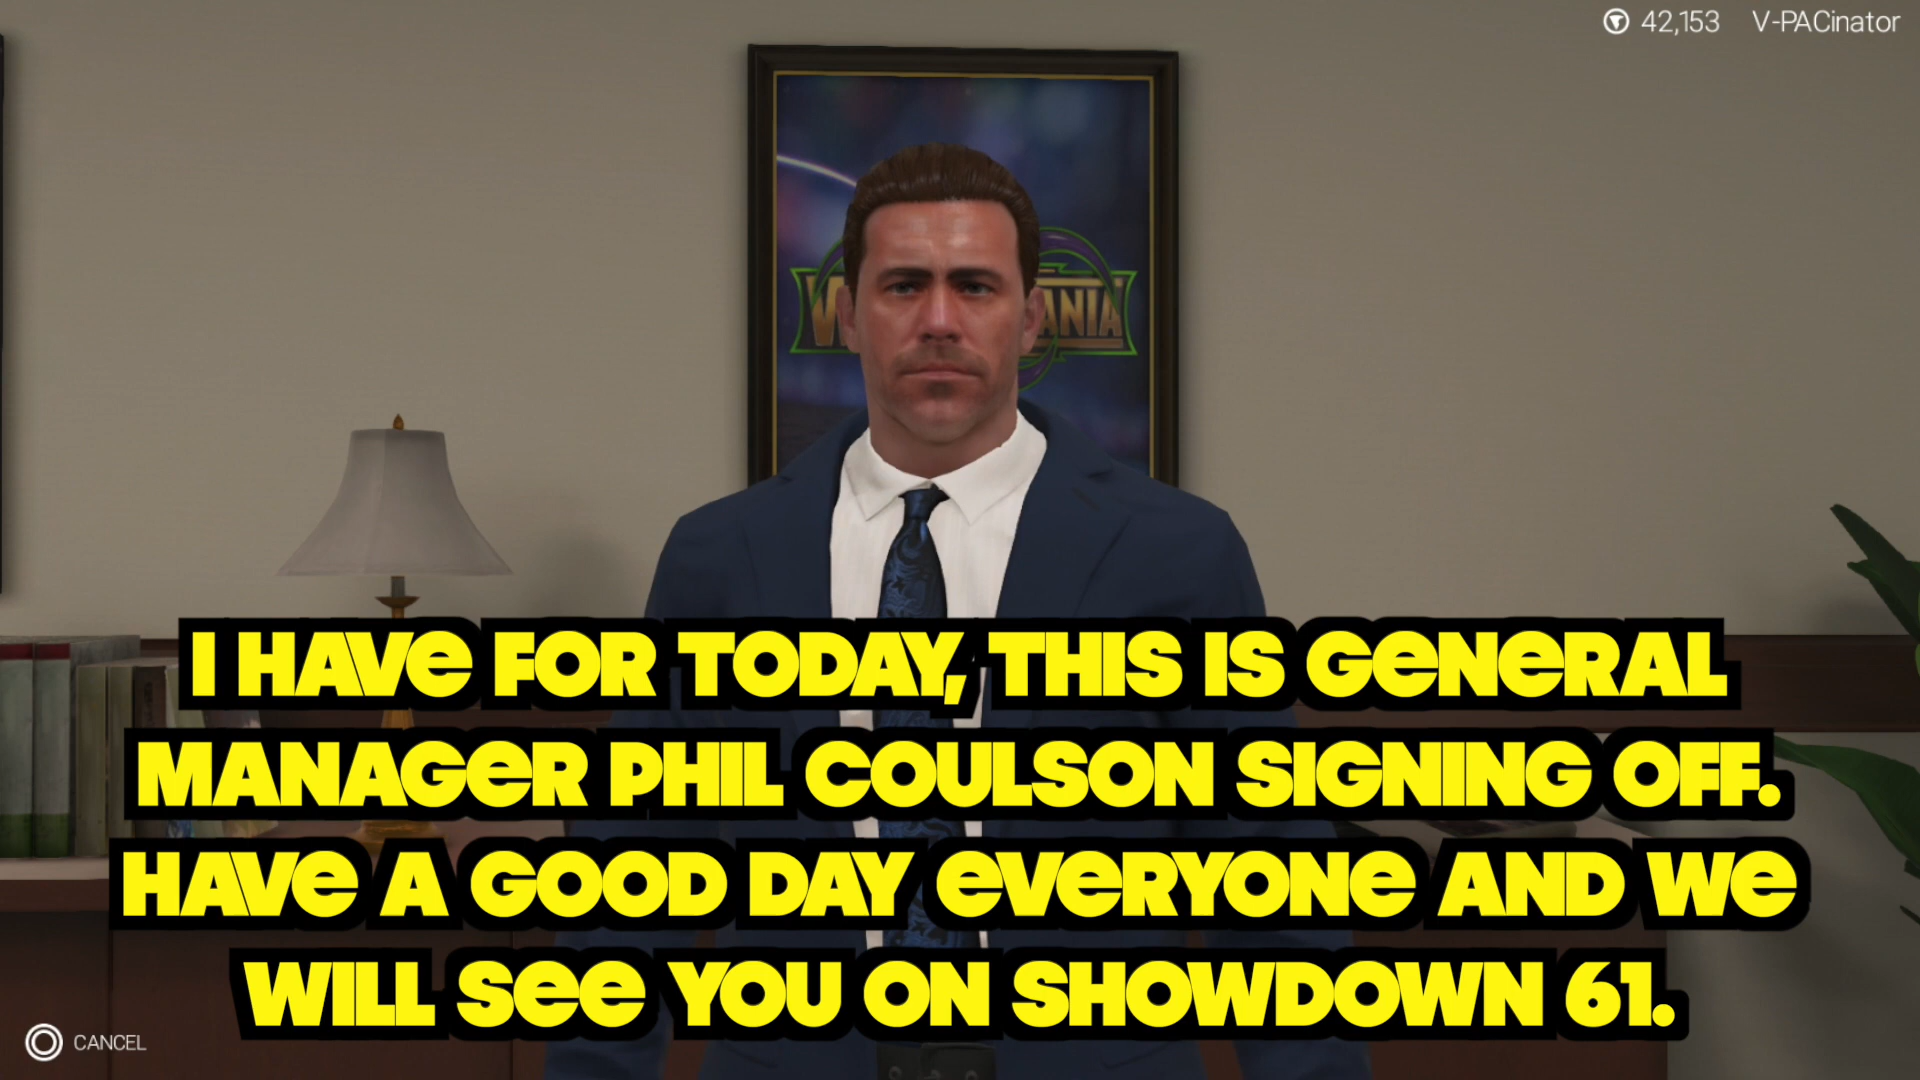 42,153 V-PACinator
W ANIA
I HAVE FOR TODAY, THIS IS GENERAL
MANAGER PHIL COULSON SIGNING OFF.
HAVE A GOOD DAY EVERYONE AND WE
WILL SEE YOU ON SHOWDOWN 61.
CANCEL